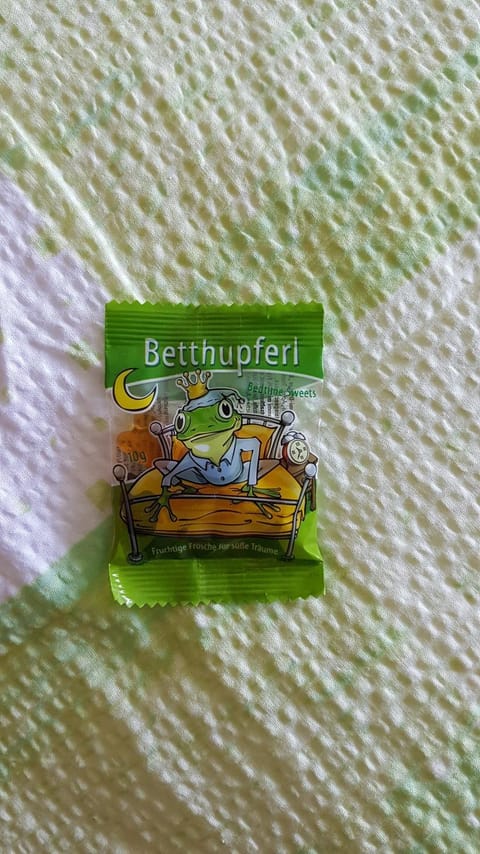 Betthupferl
Bedtime Sweets
10g
Fruchtige Frösche für süße Träume